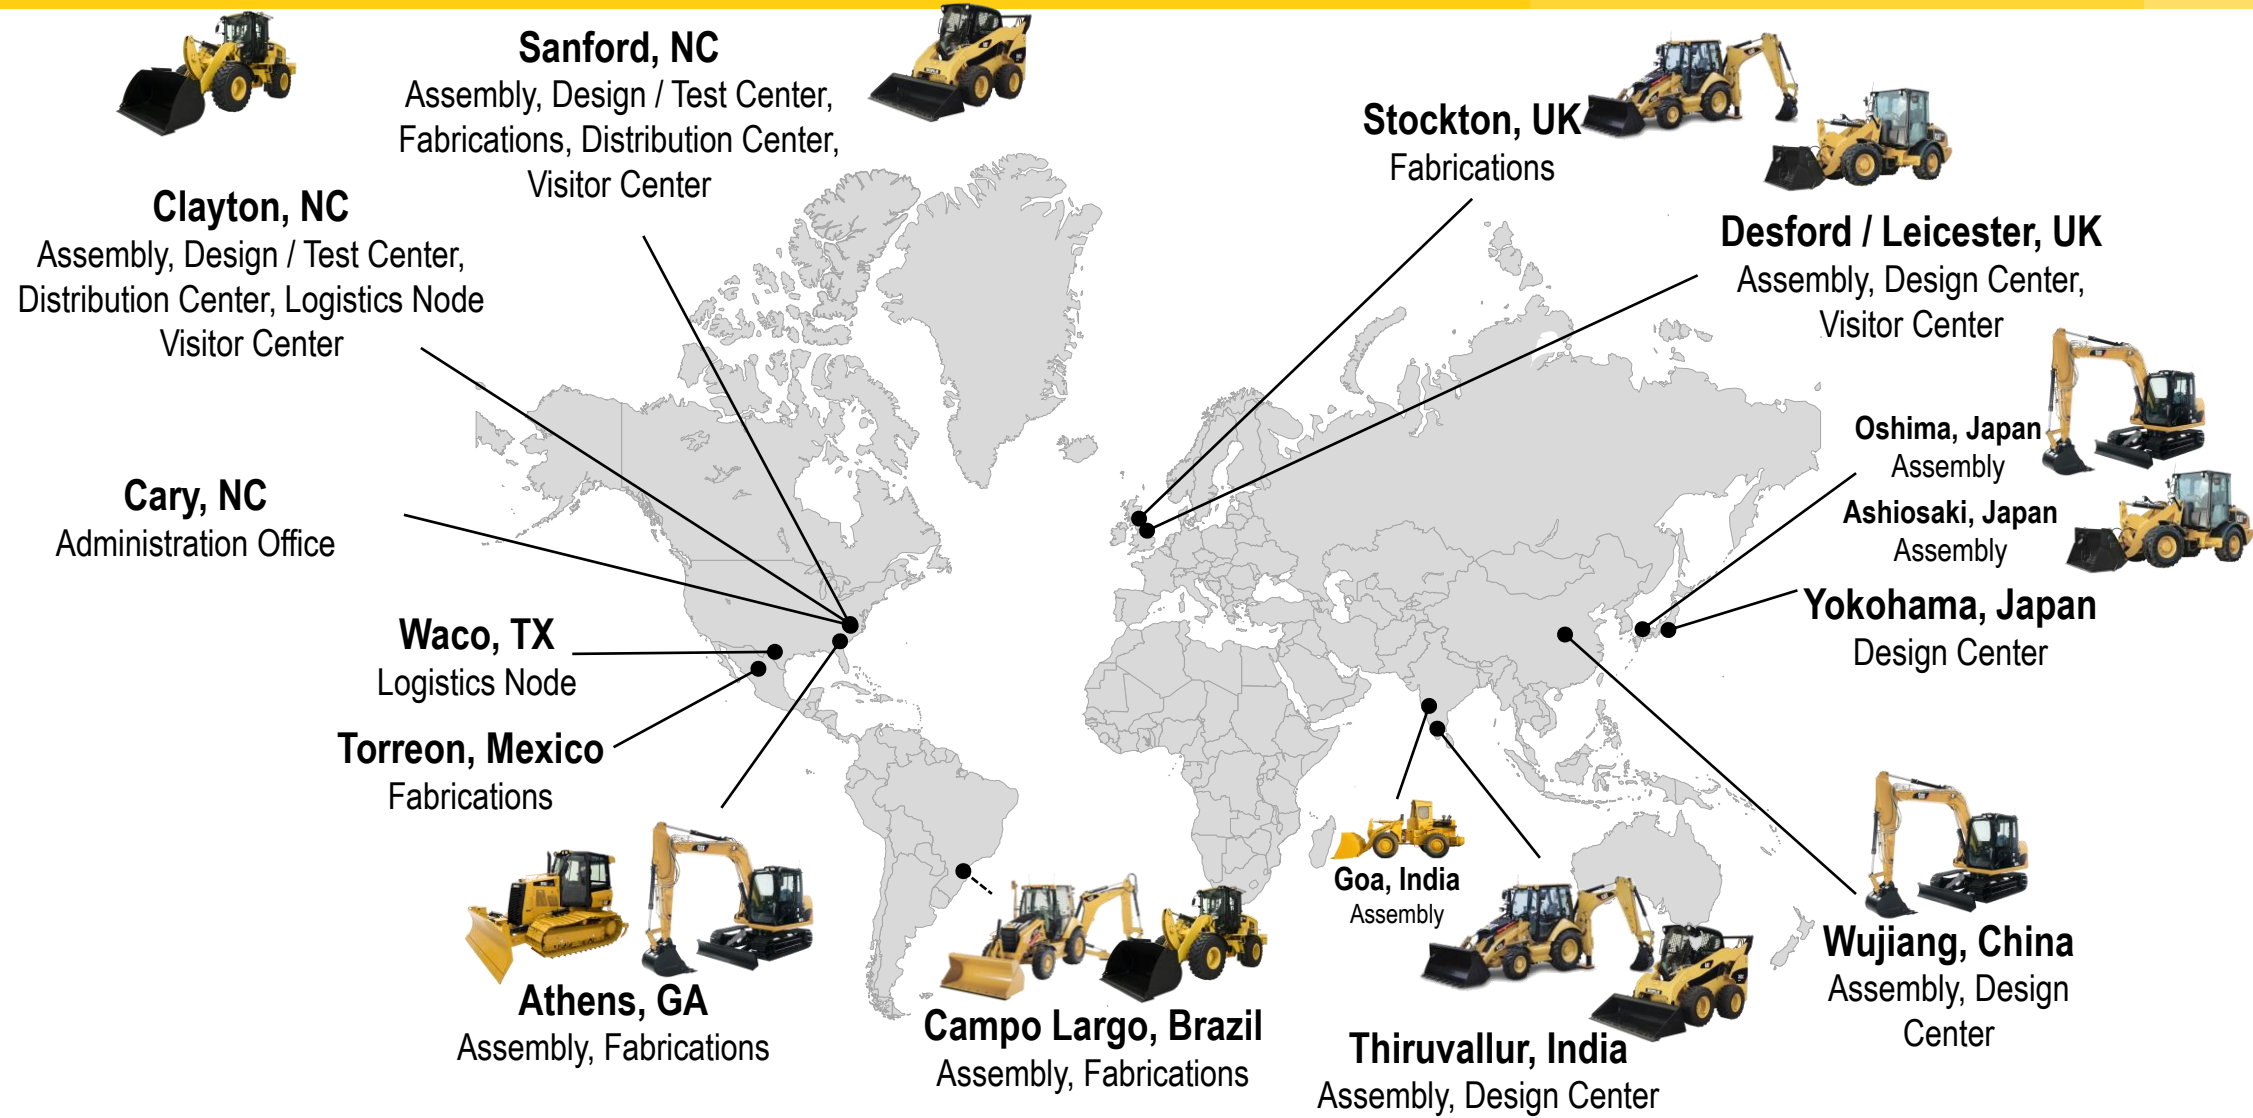 Sanford, NC
Assembly, Design / Test Center,
Fabrications, Distribution Center,
Visitor Center
Clayton, NC
Assembly, Design / Test Center,
Distribution Center, Logistics Node
Visitor Center
Cary, NC
Administration Office
Waco, TX
Logistics Node
Torreon, Mexico
Fabrications
Athens, GA
Assembly, Fabrications
Campo Largo, Brazil
Assembly, Fabrications
Stockton, UK
Fabrications
Desford / Leicester, UK
Assembly, Design Center,
Visitor Center
Oshima, Japan
Assembly
Ashiosaki, Japan
Assembly
Yokohama, Japan
Design Center
Goa, India
Assembly
Thiruvallur, India
Assembly, Design Center
Wujiang, China
Assembly, Design
Center